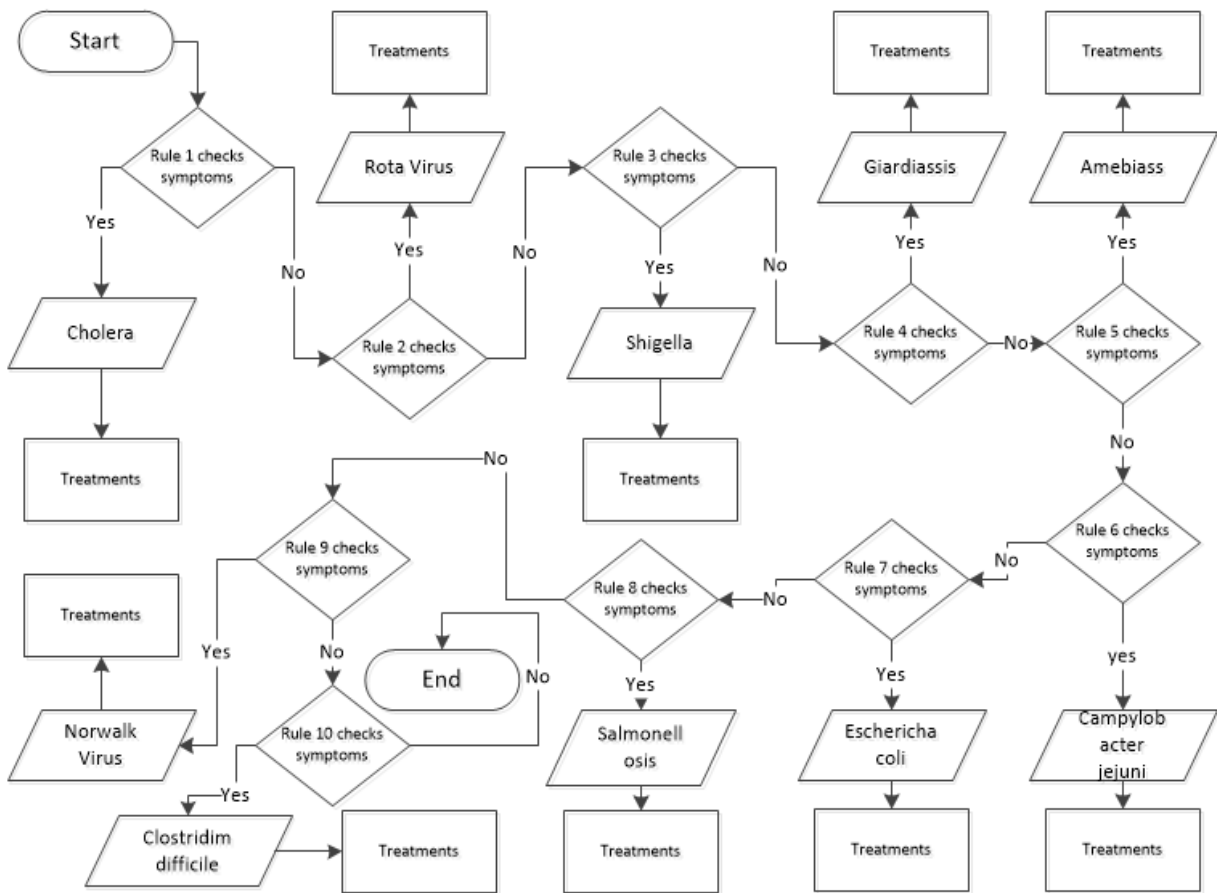 Start
Treatments
Treatments
Treatments
Rule 1 checks
symptoms
Rota Virus
Rule 3 checks
symptoms
Giardiassis
Amebiass
Yes
No
Yes
No
Yes
No
Yes
Yes
Cholera
Rule 2 checks
symptoms
Shigella
Rule 4 checks
symptoms
No
Rule 5 checks
symptoms
Treatments
No
Treatments
No
Rule 9 checks
symptoms
Rule 8 checks
symptoms
No
Rule 7 checks
symptoms
No
Rule 6 checks
symptoms
Treatments
Yes
No
End
No
Yes
Yes
yes
Norwalk
Virus
Rule 10 checks
symptoms
Salmonell
osis
Eschericha
coli
Campylob
acter
jejuni
Yes
Clostridim
difficile
Treatments
Treatments
Treatments
Treatments